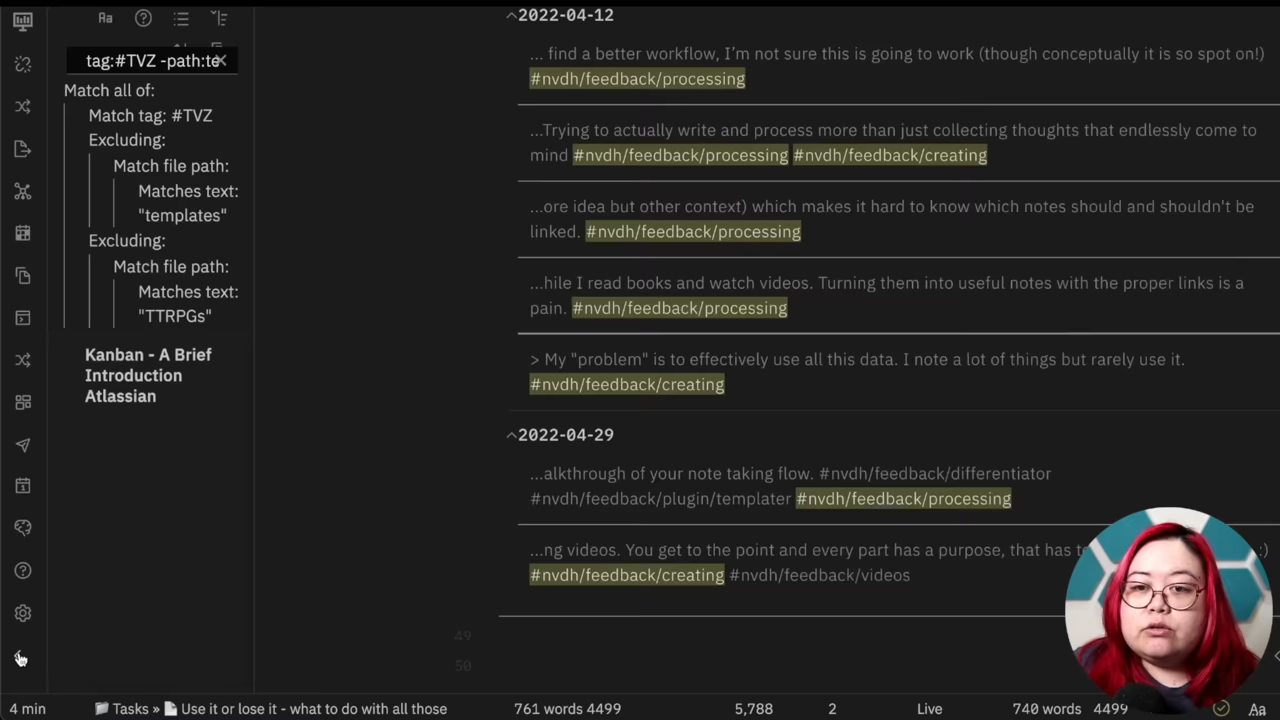 Aa
tag:#TVZ -path:te
Match all of:
Match tag: #TVZ
Excluding:
Match file path:
Matches text:
"templates"
Excluding:
Match file path:
Matches text:
"TTRPGs"
Kanban - A Brief
Introduction
Atlassian
2022-04-12
... find a better workflow, I'm not sure this is going to work (though conceptually it is so spot on!)
#nvdh/feedback/processing
...Trying to actually write and process more than just collecting thoughts that endlessly come to
mind #nvdh/feedback/processing #nvdh/feedback/creating
...ore idea but other context) which makes it hard to know which notes should and shouldn't be
linked. #nvdh/feedback/processing
...hile I read books and watch videos. Turning them into useful notes with the proper links is a
pain. #nvdh/feedback/processing
> My "problem" is to effectively use all this data. I note a lot of things but rarely use it.
#nvdh/feedback/creating
2022-04-29
...alkthrough of your note taking flow. #nvdh/feedback/differentiator
#nvdh/feedback/plugin/templater #nvdh/feedback/processing
...ng videos. You get to the point and every part has a purpose, that has :)
#nvdh/feedback/creating #nvdh/feedback/videos
49
50
4 min Tasks » Use it or lose it - what to do with all those 761 words 4499 5,788 2 Live 740 words 4499 Aa